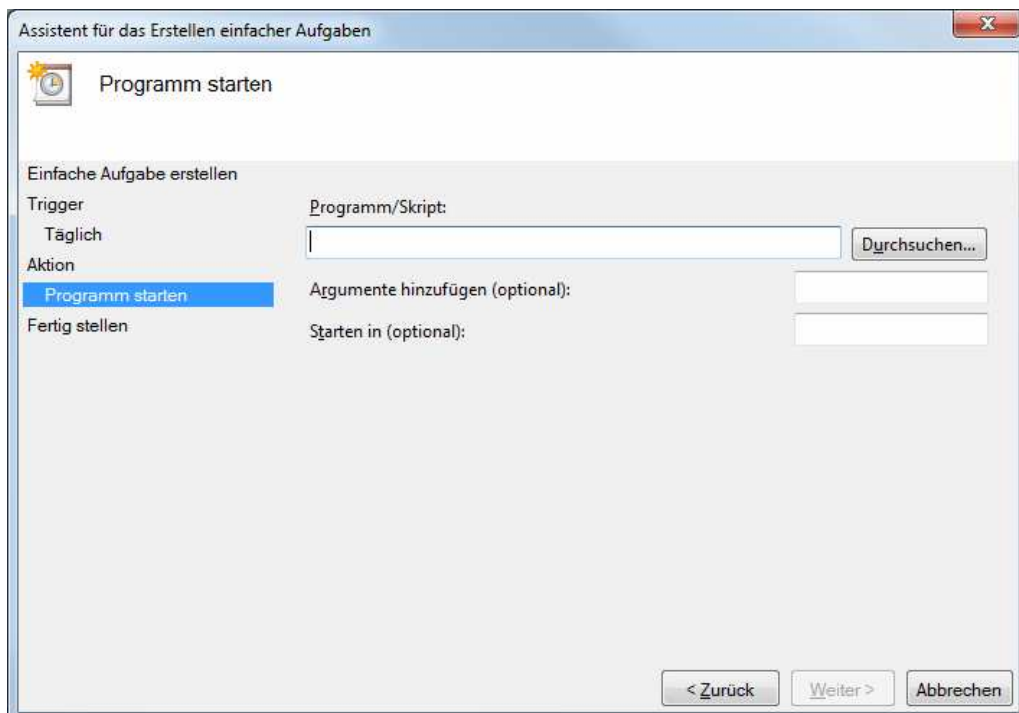 Assistent für das Erstellen einfacher Aufgaben
Programm starten
Einfache Aufgabe erstellen
Trigger
Täglich
Aktion
Programm starten
Fertig stellen
Programm/Skript:
Durchsuchen...
Argumente hinzufügen (optional):
Starten in (optional):
< Zurück
Weiter >
Abbrechen